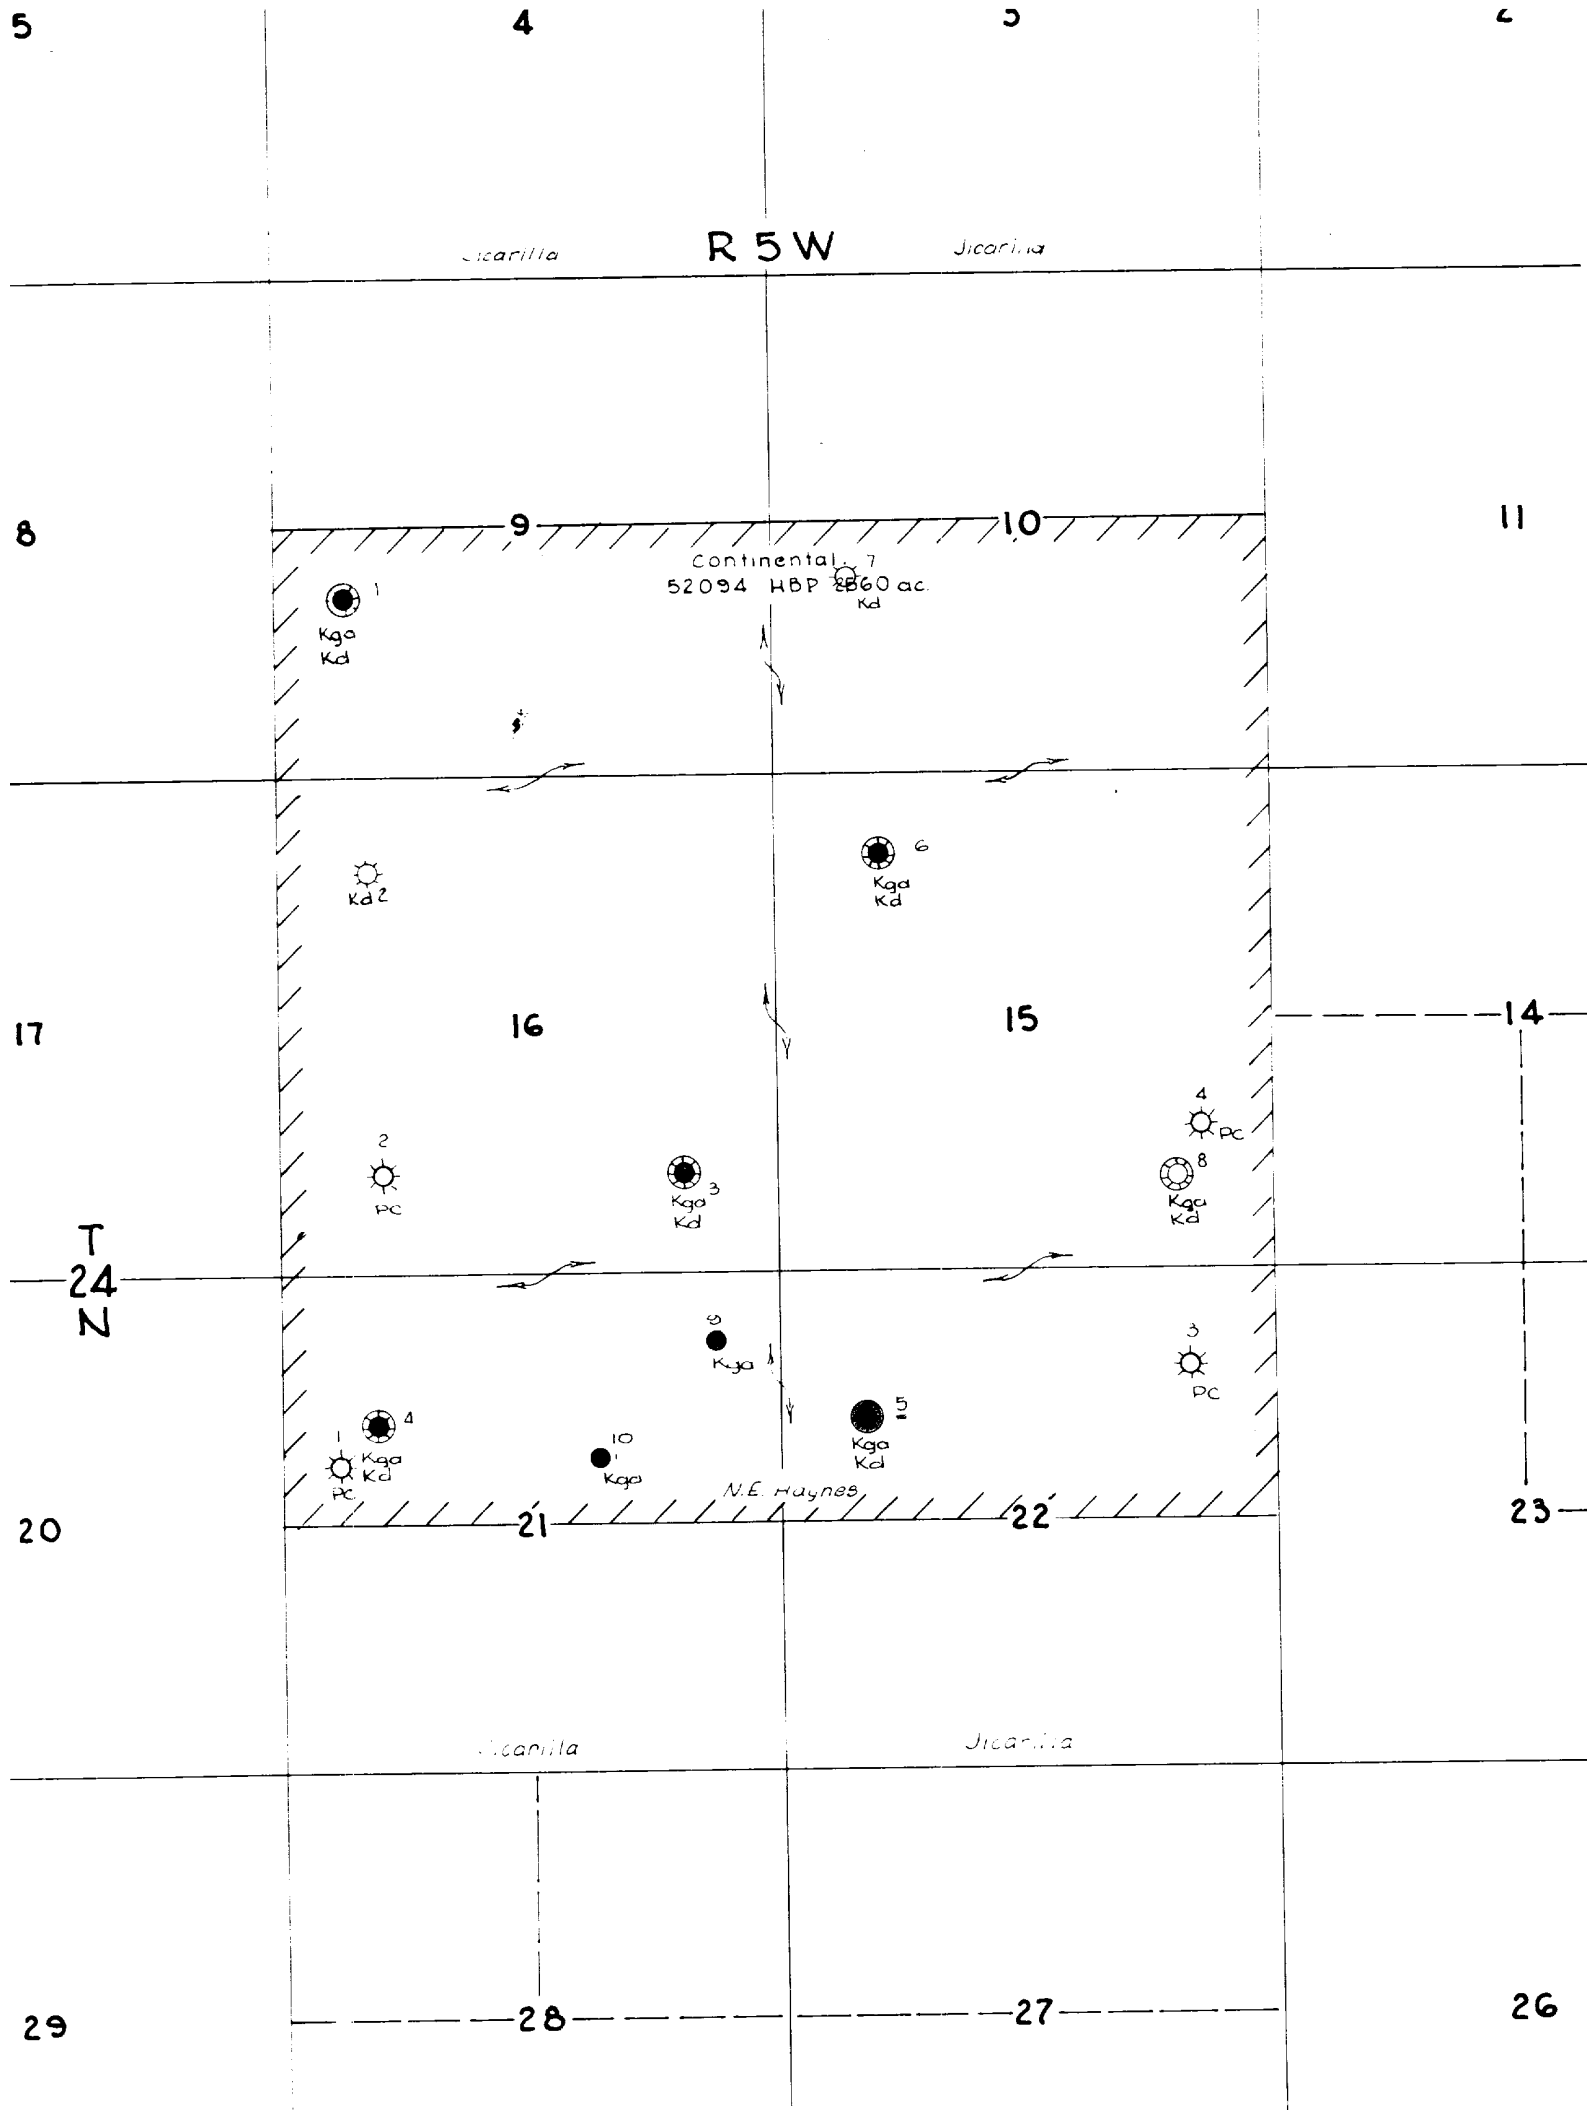 5 4
R 5 W
Jicarilla
8 9 10 11
Continental 7
52094 HBP 2560 ac.
Kd
1
Kga
Kd
6
Kga
Kd
Kd 2
17 16 15 14
4
PC
2
PC
3
Kga
Kd
8
Kga
Kd
T
24
N
9
Kga
3
PC
4
Kga
Kd
5
Kga
Kd
1
PC
10
Kga
N.E. Haynes
20 21 22 23
Jicarilla Jicarilla
29 28 27 26